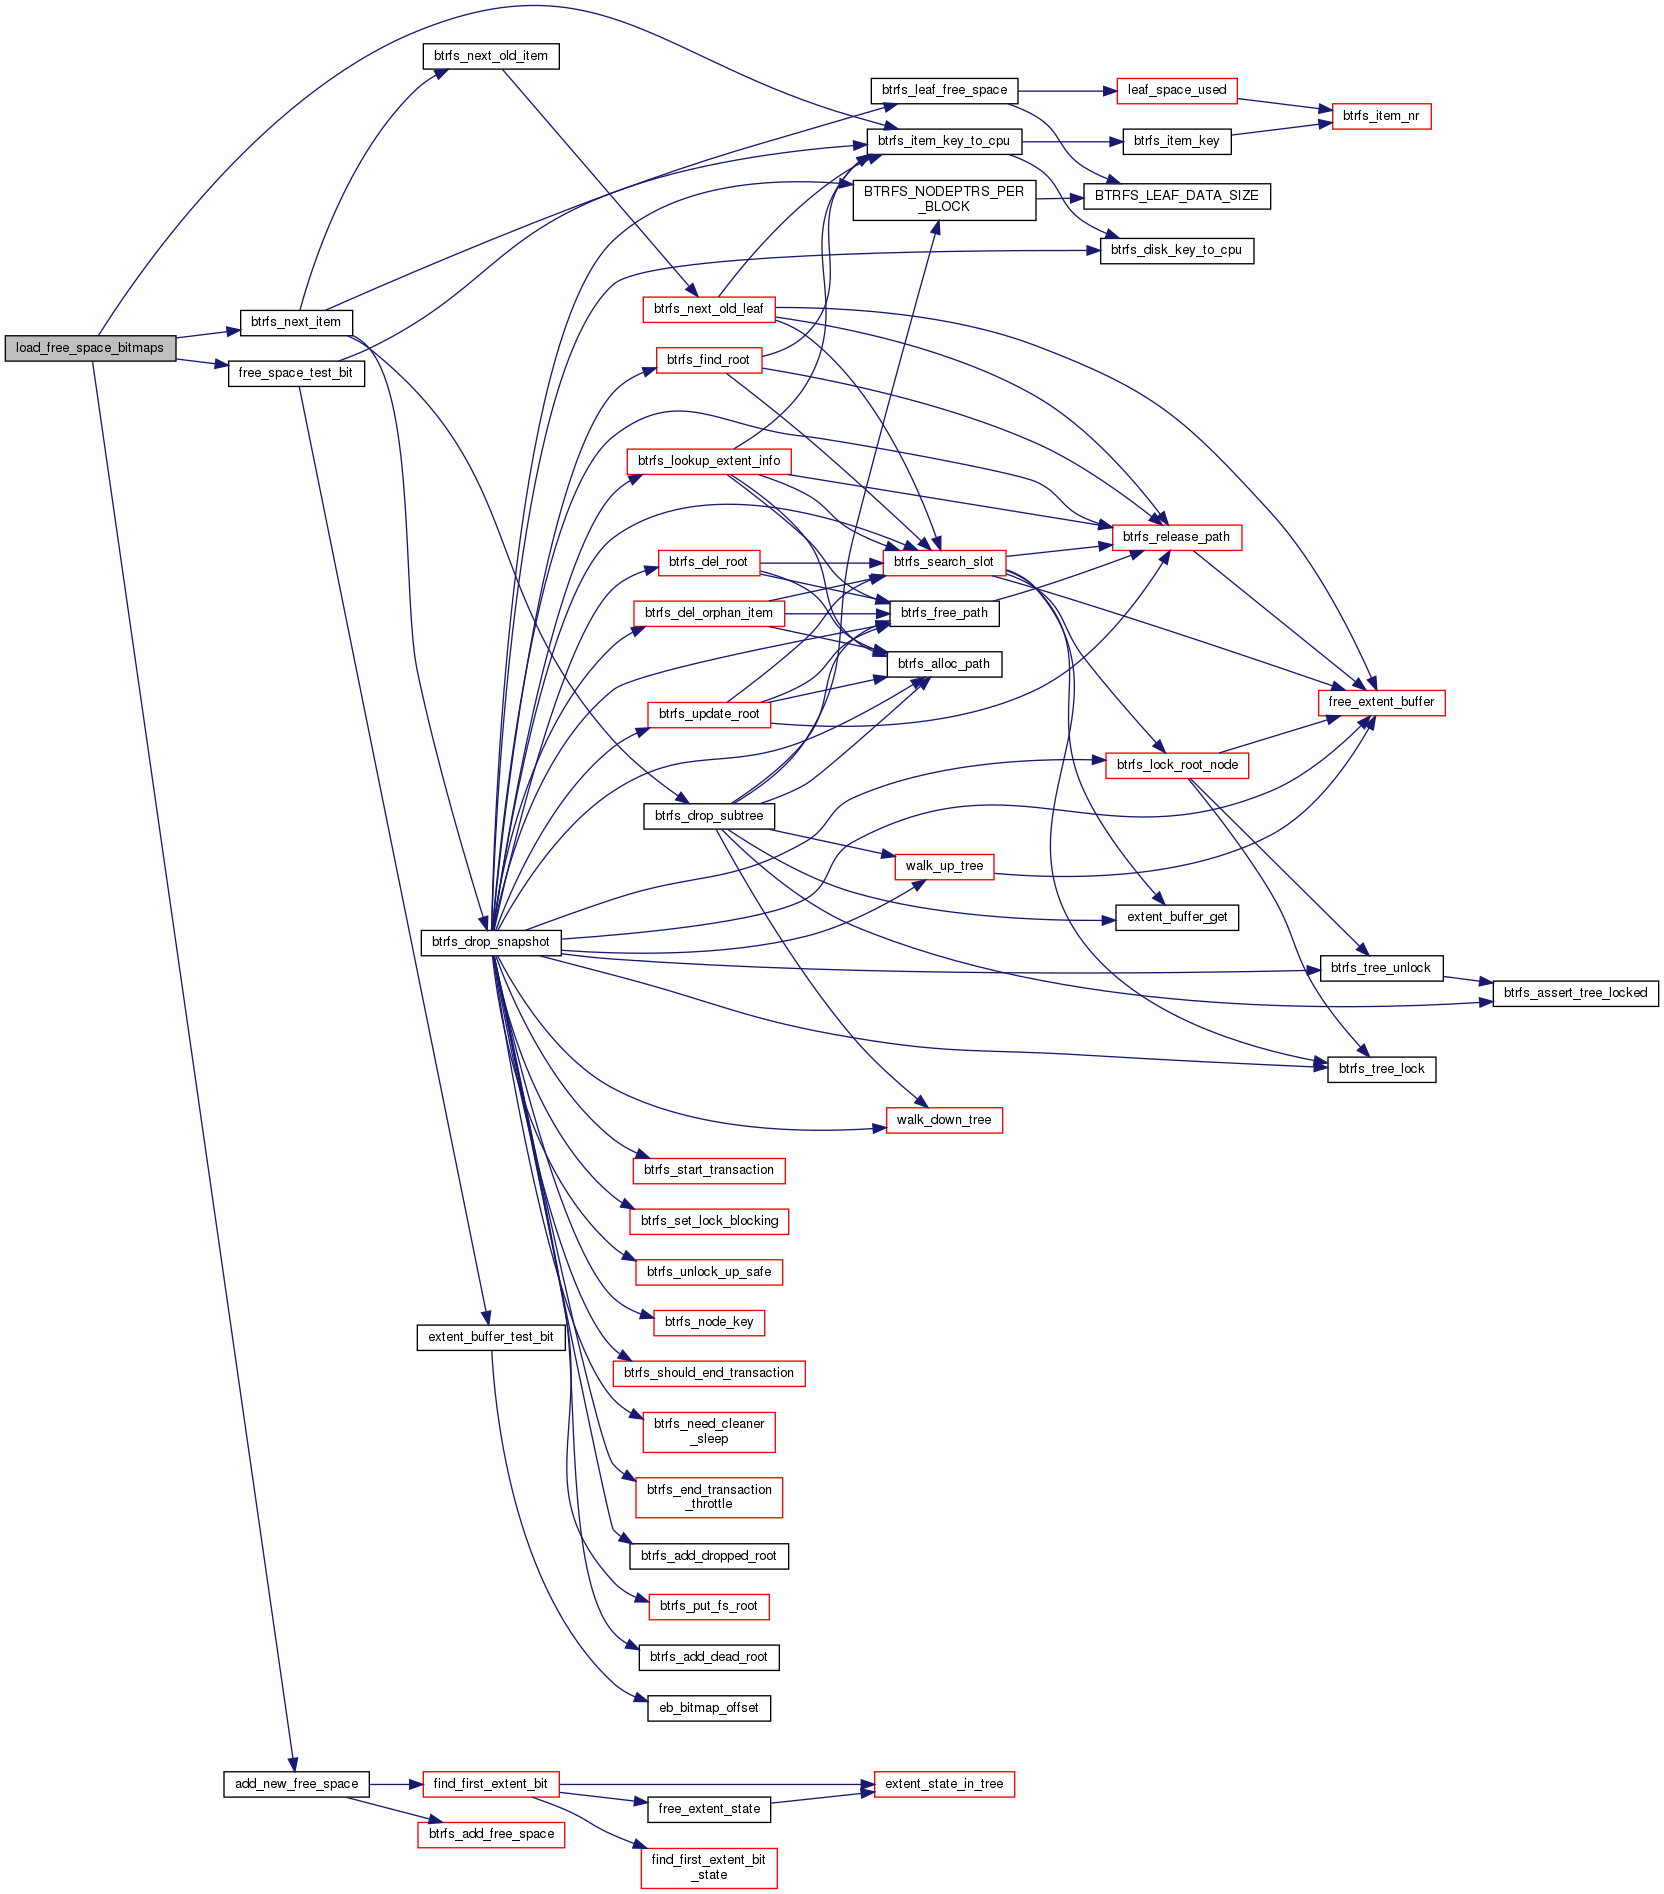 btrfs_next_old_item
btrfs_leaf_free_space
leaf_space_used
btrfs_item_nr
btrfs_item_key_to_cpu
btrfs_item_key
BTRFS_NODEPTRS_PER
_BLOCK
BTRFS_LEAF_DATA_SIZE
btrfs_disk_key_to_cpu
btrfs_next_old_leaf
btrfs_next_item
load_free_space_bitmaps
btrfs_find_root
free_space_test_bit
btrfs_lookup_extent_info
btrfs_release_path
btrfs_del_root
btrfs_search_slot
btrfs_del_orphan_item
btrfs_free_path
btrfs_alloc_path
free_extent_buffer
btrfs_update_root
btrfs_lock_root_node
btrfs_drop_subtree
walk_up_tree
extent_buffer_get
btrfs_drop_snapshot
btrfs_tree_unlock
btrfs_assert_tree_locked
btrfs_tree_lock
walk_down_tree
btrfs_start_transaction
btrfs_set_lock_blocking
btrfs_unlock_up_safe
btrfs_node_key
extent_buffer_test_bit
btrfs_should_end_transaction
btrfs_need_cleaner
_sleep
btrfs_end_transaction
_throttle
btrfs_add_dropped_root
btrfs_put_fs_root
btrfs_add_dead_root
eb_bitmap_offset
add_new_free_space
find_first_extent_bit
extent_state_in_tree
free_extent_state
btrfs_add_free_space
find_first_extent_bit
_state